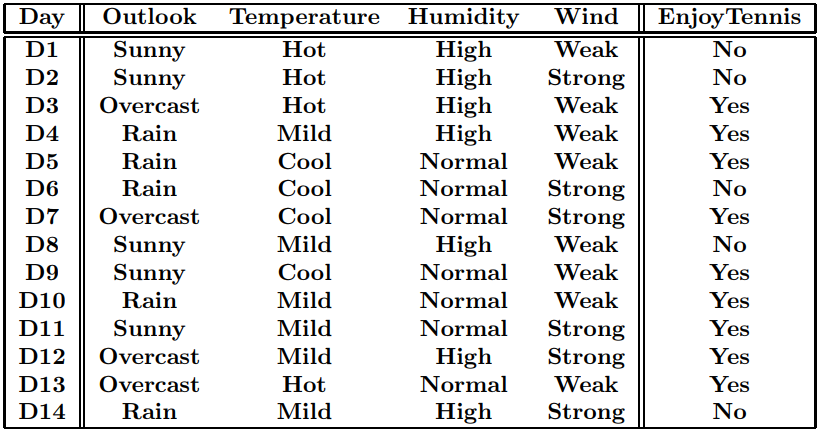 Day Outlook Temperature Humidity Wind EnjoyTennis
D1 Sunny Hot High Weak No
D2 Sunny Hot High Strong No
D3 Overcast Hot High Weak Yes
D4 Rain Mild High Weak Yes
D5 Rain Cool Normal Weak Yes
D6 Rain Cool Normal Strong No
D7 Overcast Cool Normal Strong Yes
D8 Sunny Mild High Weak No
D9 Sunny Cool Normal Weak Yes
D10 Rain Mild Normal Weak Yes
D11 Sunny Mild Normal Strong Yes
D12 Overcast Mild High Strong Yes
D13 Overcast Hot Normal Weak Yes
D14 Rain Mild High Strong No